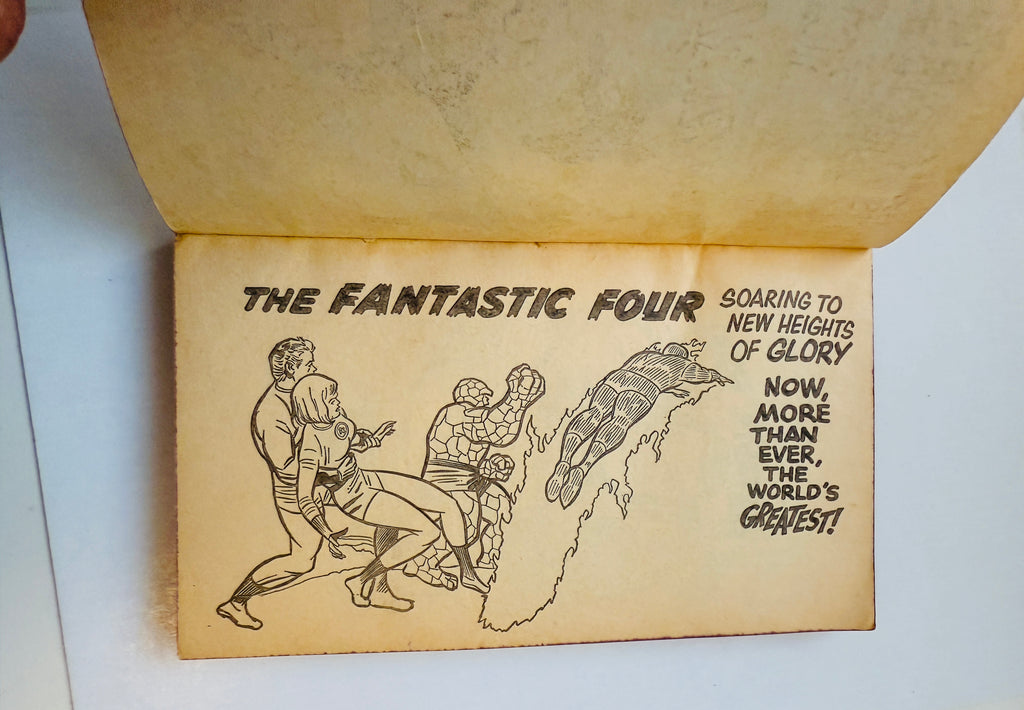 THE FANTASTIC FOUR
SOARING TO
NEW HEIGHTS
OF GLORY
NOW,
MORE
THAN
EVER,
THE
WORLD'S
GREATEST!